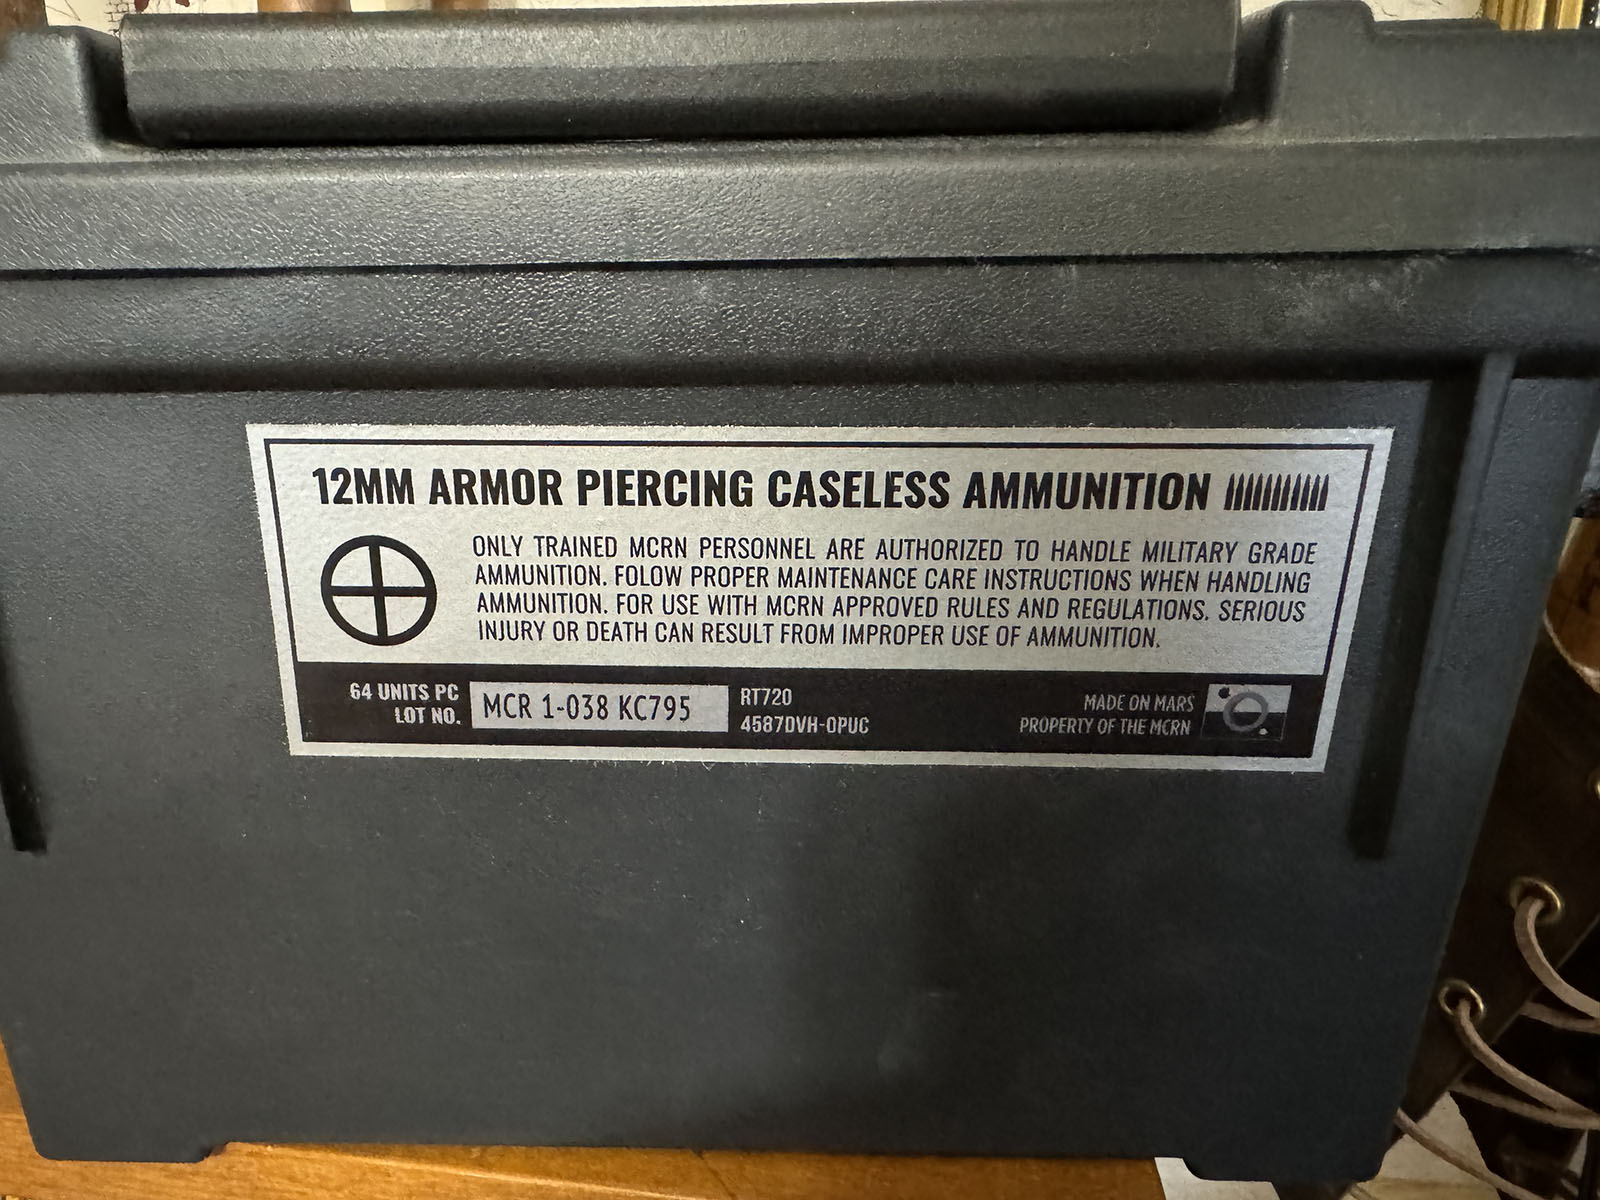 12MM ARMOR PIERCING CASELESS AMMUNITION
ONLY TRAINED MCRN PERSONNEL ARE AUTHORIZED TO HANDLE MILITARY GRADE
AMMUNITION. FOLOW PROPER MAINTENANCE CARE INSTRUCTIONS WHEN HANDLING
AMMUNITION. FOR USE WITH MCRN APPROVED RULES AND REGULATIONS. SERIOUS
INJURY OR DEATH CAN RESULT FROM IMPROPER USE OF AMMUNITION.
64 UNITS PC
LOT NO.
MCR 1-038 KC795
RT720
4587DVH-OPUC
MADE ON MARS
PROPERTY OF THE MCRN